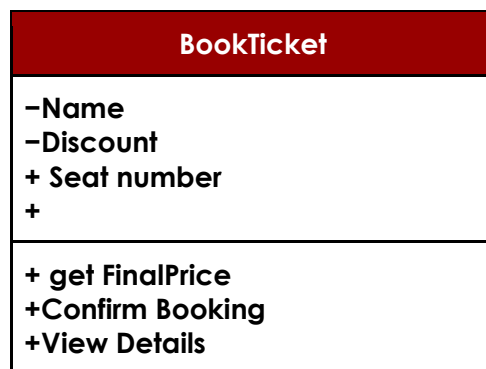 BookTicket
−Name
−Discount
+ Seat number
+
+ get FinalPrice
+Confirm Booking
+View Details